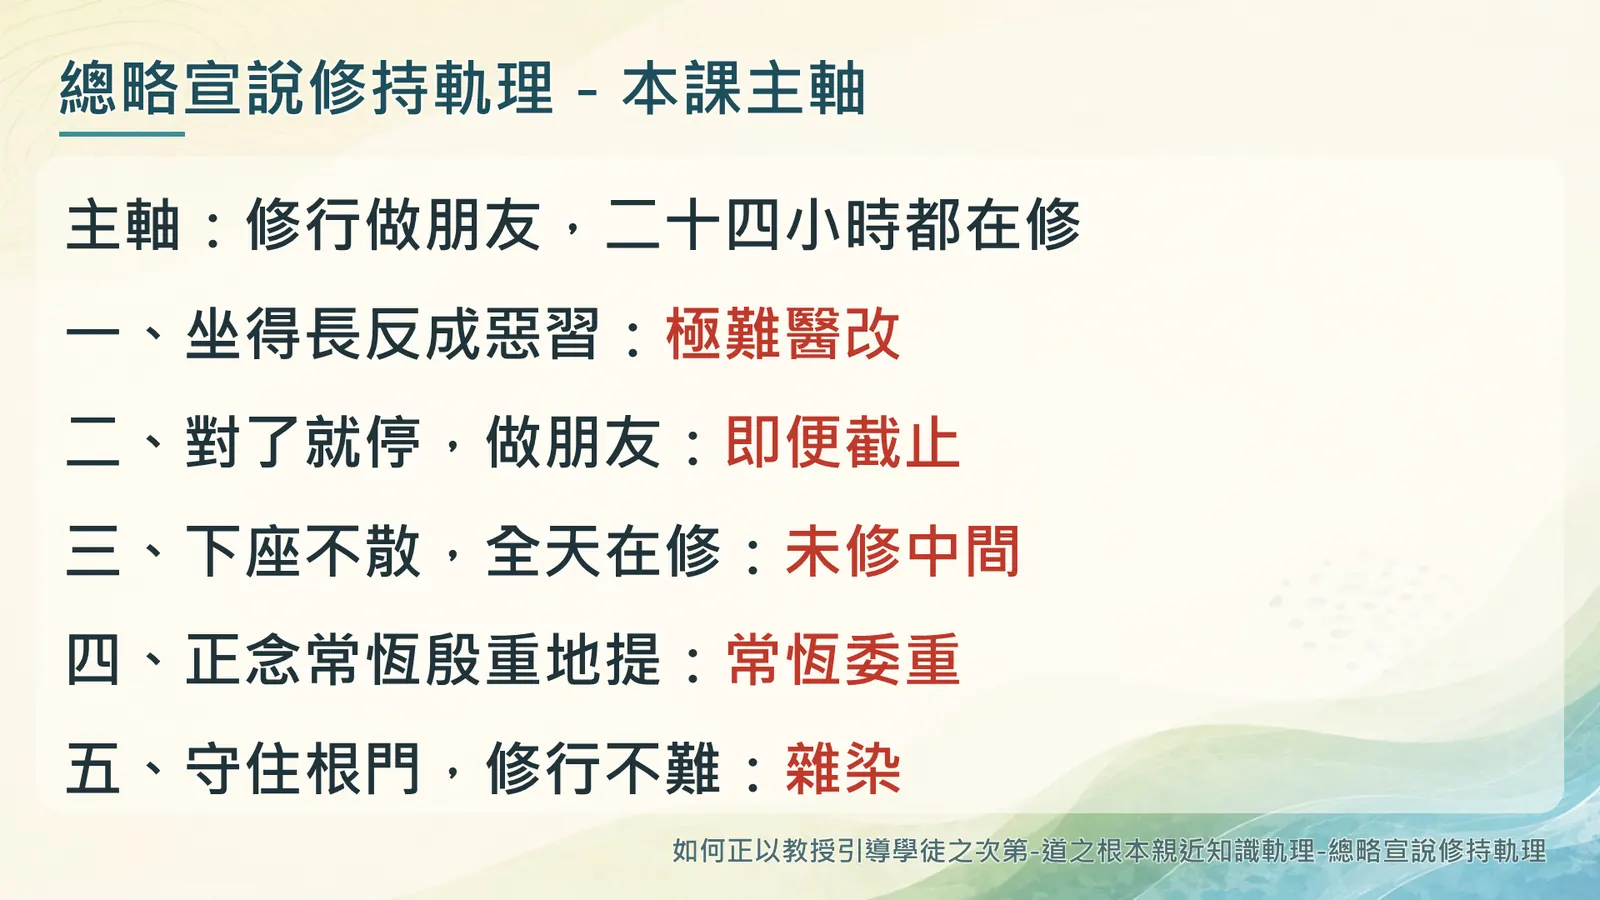 總略宣說修持軌理 - 本課主軸
主軸：修行做朋友，二十四小時都在修
一、坐得長反成惡習：極難醫改
二、對了就停，做朋友：即便截止
三、下座不散，全天在修：未修中間
四、正念常恆殷重地提：常恆委重
五、守住根門，修行不難：雜染
如何正以教授引導學徒之次第-道之根本親近知識軌理-總略宣說修持軌理